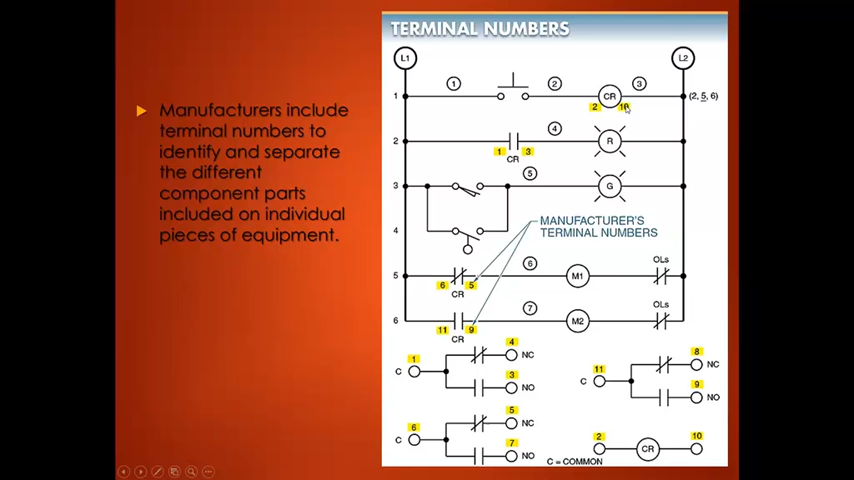 Manufacturers include
terminal numbers to
identify and separate
the different
component parts
included on individual
pieces of equipment.
TERMINAL NUMBERS
L1 L2
1 1 2 CR 3 (2, 5, 6)
2 10
2 4 R
1 3
CR
3 5 G
4
MANUFACTURER'S
TERMINAL NUMBERS
5 6 M1 OLs
6 5
CR
6 7 M2 OLs
11 9
CR
1 C 4 NC
3 NO
6 C 5 NC
7 NO
11 C 8 NC
9 NO
2 CR 10
C = COMMON